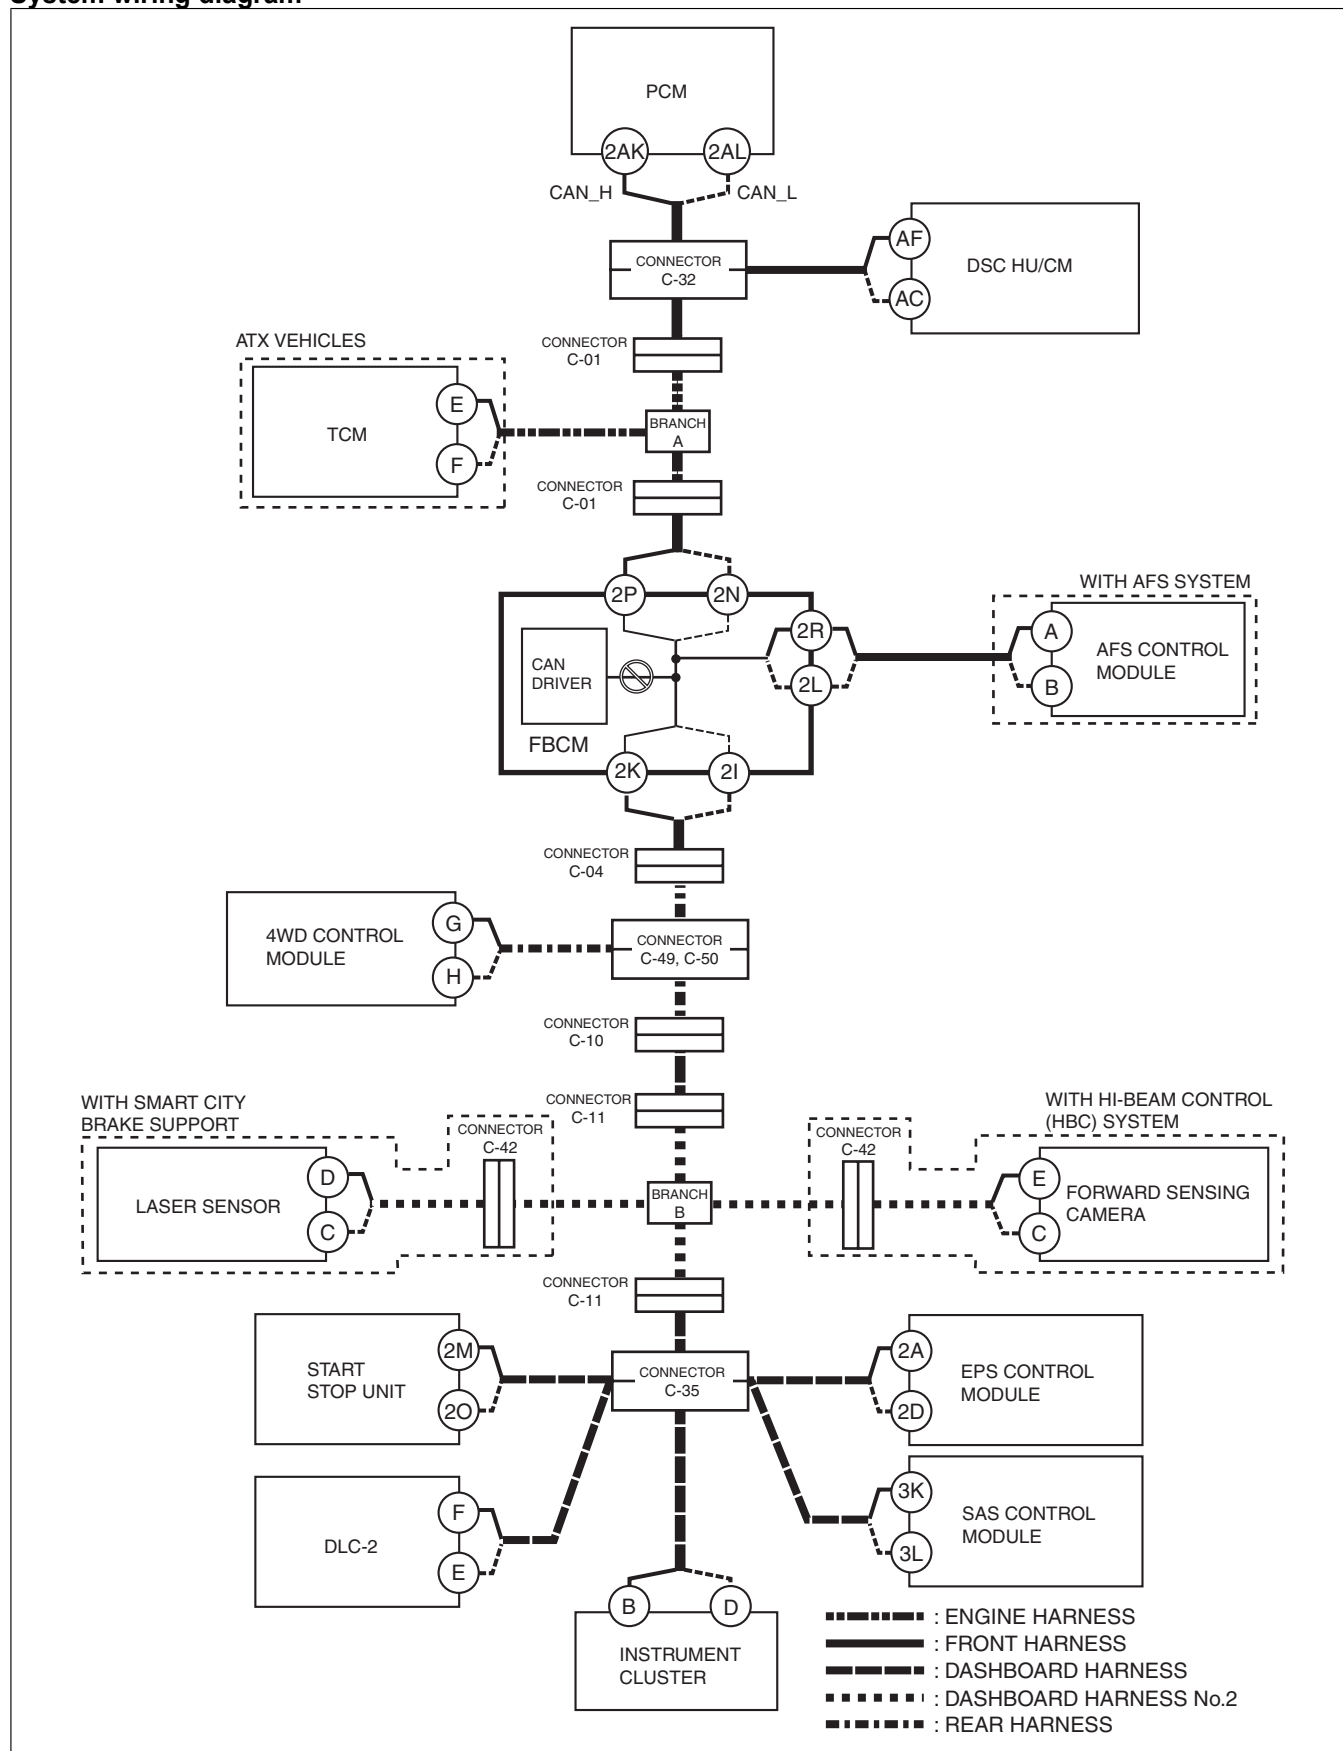 System wiring diagram
PCM
2AK
2AL
CAN_H
CAN_L
CONNECTOR
C-32
AF
AC
DSC HU/CM
CONNECTOR
C-01
ATX VEHICLES
TCM
E
F
BRANCH
A
CONNECTOR
C-01
2P
2N
2R
2L
CAN
DRIVER
FBCM
2K
2I
WITH AFS SYSTEM
A
B
AFS CONTROL
MODULE
CONNECTOR
C-04
4WD CONTROL
MODULE
G
H
CONNECTOR
C-49, C-50
CONNECTOR
C-10
CONNECTOR
C-11
WITH SMART CITY
BRAKE SUPPORT
CONNECTOR
C-42
LASER SENSOR
D
C
BRANCH
B
WITH HI-BEAM CONTROL
(HBC) SYSTEM
CONNECTOR
C-42
E
C
FORWARD SENSING
CAMERA
CONNECTOR
C-11
START
STOP UNIT
2M
2O
CONNECTOR
C-35
2A
2D
EPS CONTROL
MODULE
DLC-2
F
E
3K
3L
SAS CONTROL
MODULE
B
D
INSTRUMENT
CLUSTER
: ENGINE HARNESS
: FRONT HARNESS
: DASHBOARD HARNESS
: DASHBOARD HARNESS No.2
: REAR HARNESS